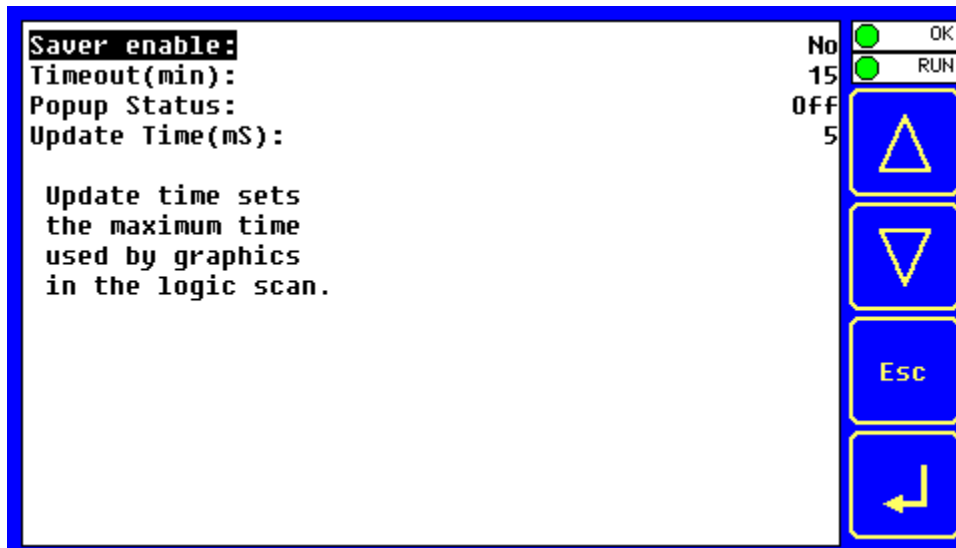 Saver enable: No
Timeout(min): 15
Popup Status: Off
Update Time(mS): 5
Update time sets
the maximum time
used by graphics
in the logic scan.
OK
RUN
Esc